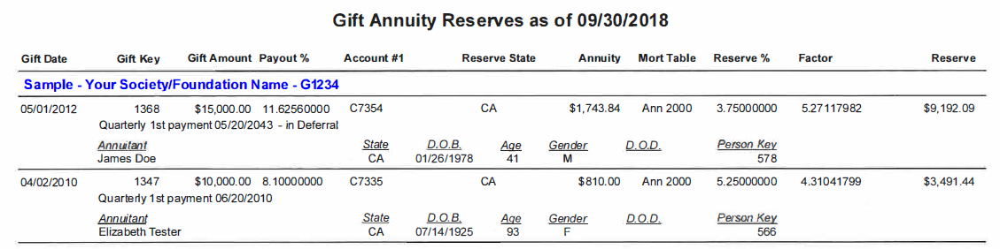 Gift Annuity Reserves as of 09/30/2018
Gift Date Gift Key Gift Amount Payout % Account #1 Reserve State Annuity Mort Table Reserve % Factor Reserve
Sample - Your Society/Foundation Name - G1234
05/01/2012 1368 $15,000.00 11.62560000 C7354 CA $1,743.84 Ann 2000 3.75000000 5.27117982 $9,192.09
Quarterly 1st payment 05/20/2043 - in Deferral
Annuitant State D.O.B. Age Gender D.O.D. Person Key
James Doe CA 01/26/1978 41 M 578
04/02/2010 1347 $10,000.00 8.10000000 C7335 CA $810.00 Ann 2000 5.25000000 4.31041799 $3,491.44
Quarterly 1st payment 06/20/2010
Annuitant State D.O.B. Age Gender D.O.D. Person Key
Elizabeth Tester CA 07/14/1925 93 F 566